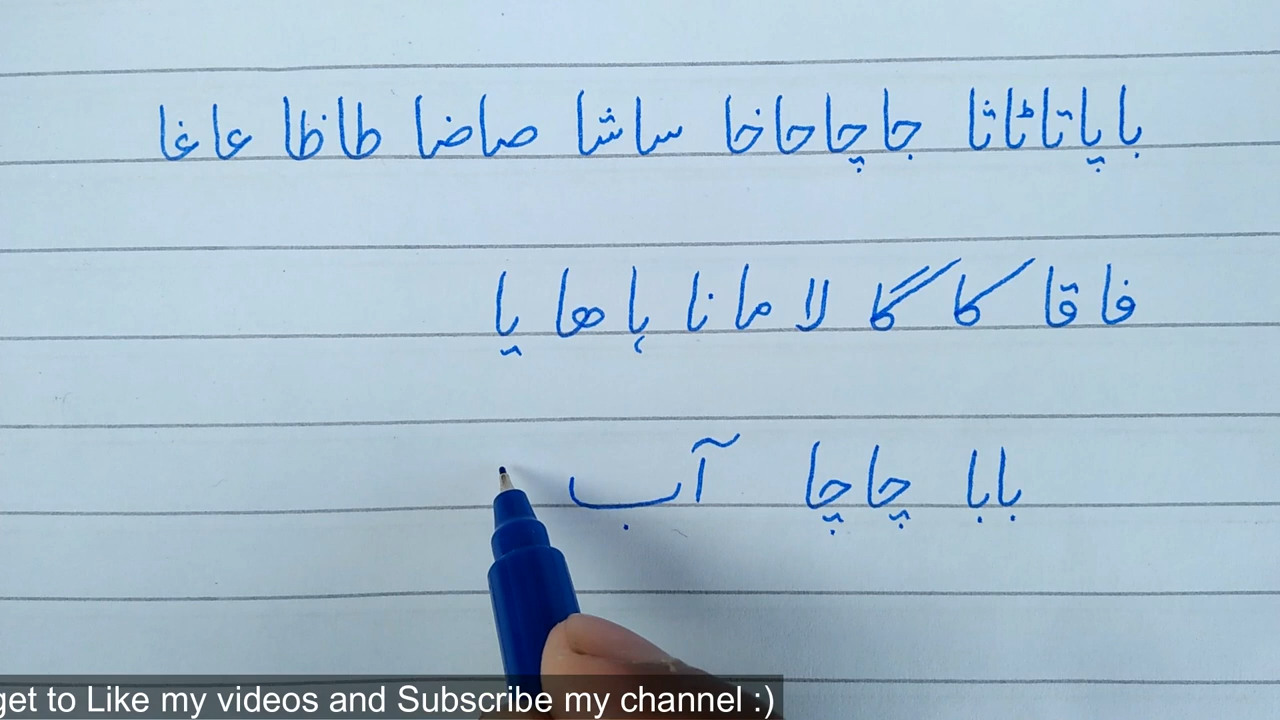 با پا تا ٹا ثا جا چا حا خا سا شا صا ضا طا ظا عا غا
فا قا کا گا لا ما نا ہا ھا یا
بابا چاچا آب
get to Like my videos and Subscribe my channel :)